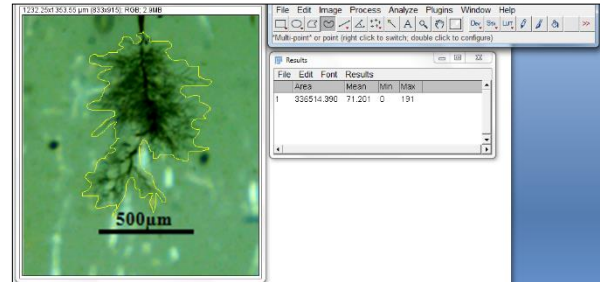 1232.25x1353.55 µm (833x915); RGB; 2.9MB
500µm
File Edit Image Process Analyze Plugins Window Help
Dev Stk LUT
>>
*Multi-point* or point (right click to switch; double click to configure)
Results
File Edit Font Results
Area Mean Min Max
1 336514.390 71.201 0 191